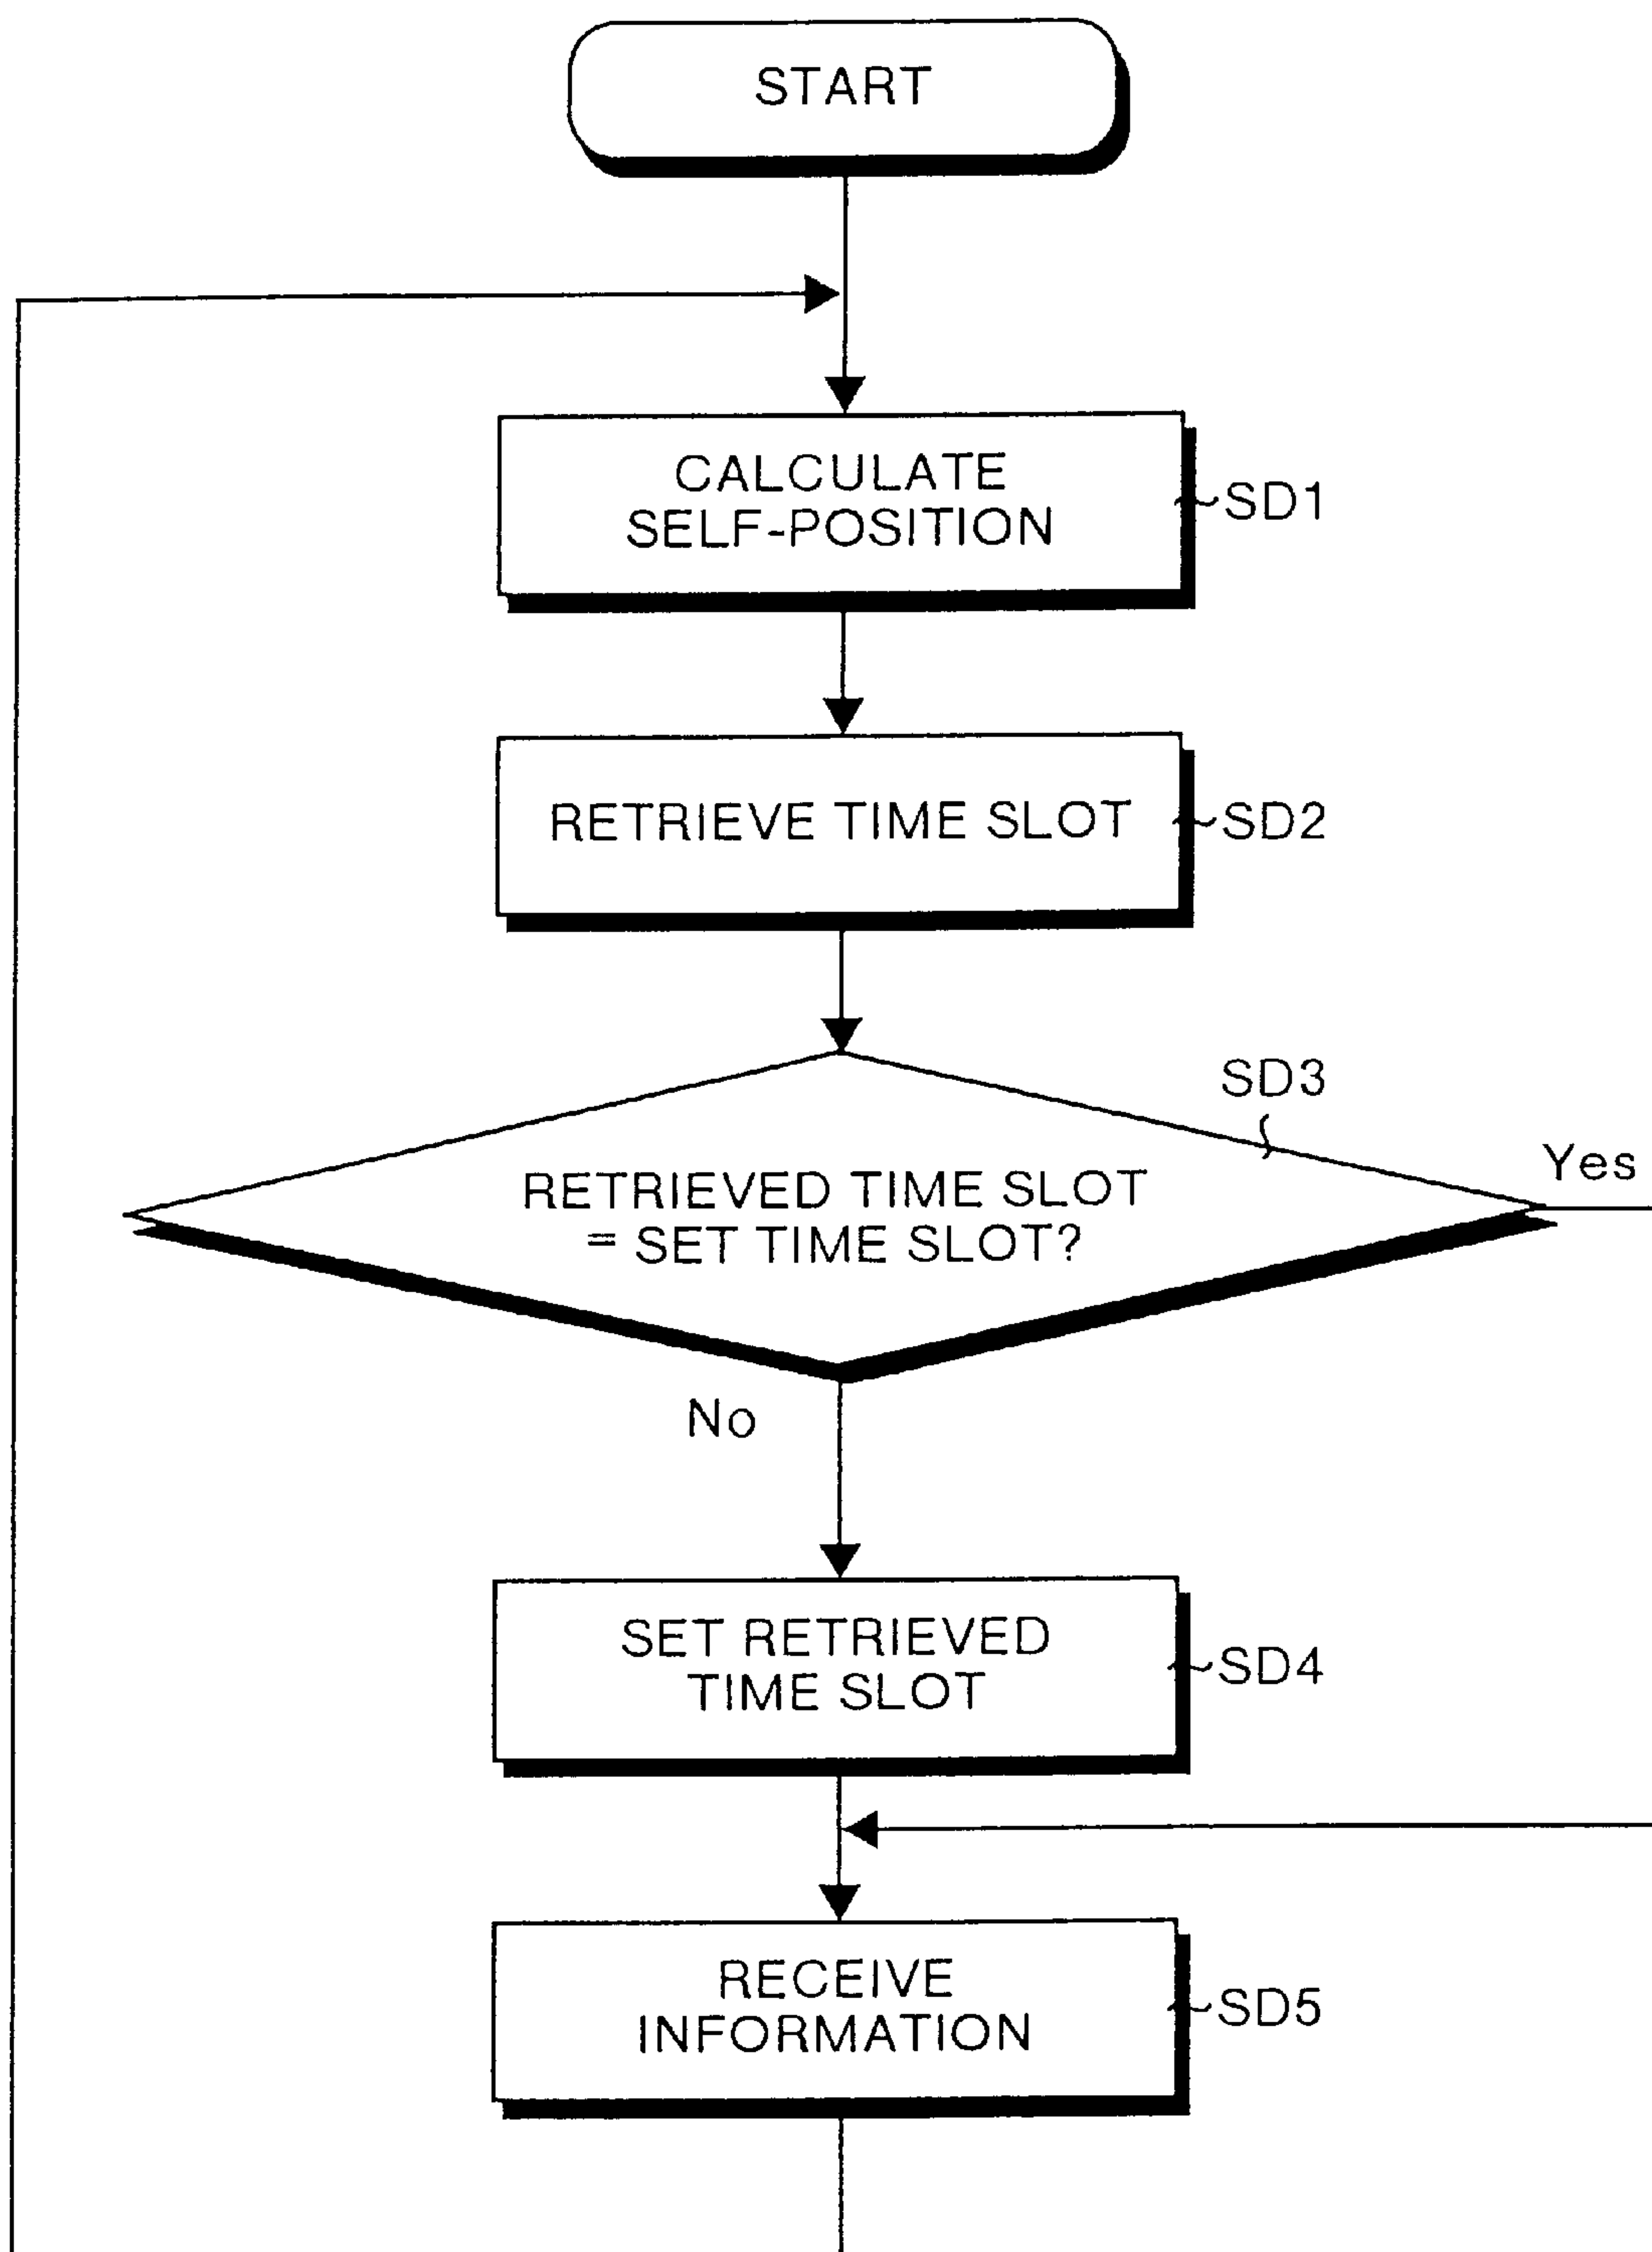 START
CALCULATE
SELF-POSITION
SD1
RETRIEVE TIME SLOT
SD2
SD3
Yes
RETRIEVED TIME SLOT
= SET TIME SLOT?
No
SET RETRIEVED
TIME SLOT
SD4
RECEIVE
INFORMATION
SD5